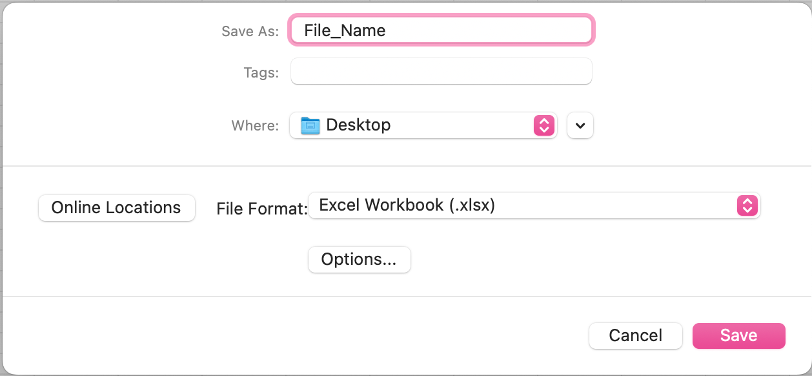 Save As: File_Name
Tags:
Where: Desktop
Online Locations File Format: Excel Workbook (.xlsx)
Options...
Cancel Save